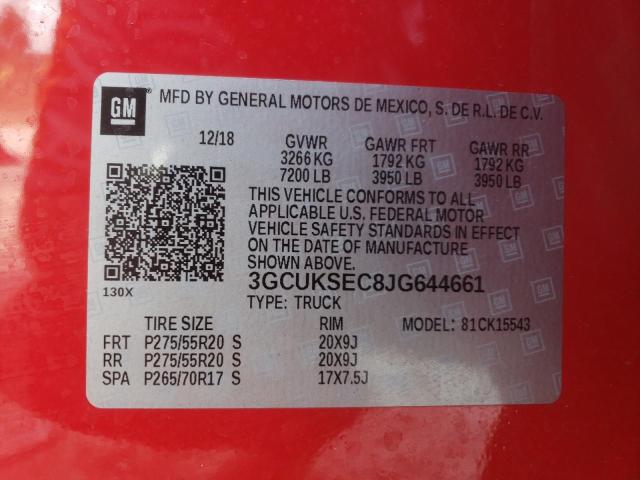 GM
MFD BY GENERAL MOTORS DE MEXICO, S. DE R.L. DE C.V.
12/18 GVWR GAWR FRT GAWR RR
3266 KG 1792 KG 1792 KG
7200 LB 3950 LB 3950 LB
THIS VEHICLE CONFORMS TO ALL
APPLICABLE U.S. FEDERAL MOTOR
VEHICLE SAFETY STANDARDS IN EFFECT
ON THE DATE OF MANUFACTURE
SHOWN ABOVE.
3GCUKSEC8JG644661
130X
TYPE: TRUCK
TIRE SIZE RIM MODEL: 81CK15543
FRT P275/55R20 S 20X9J
RR P275/55R20 S 20X9J
SPA P265/70R17 S 17X7.5J